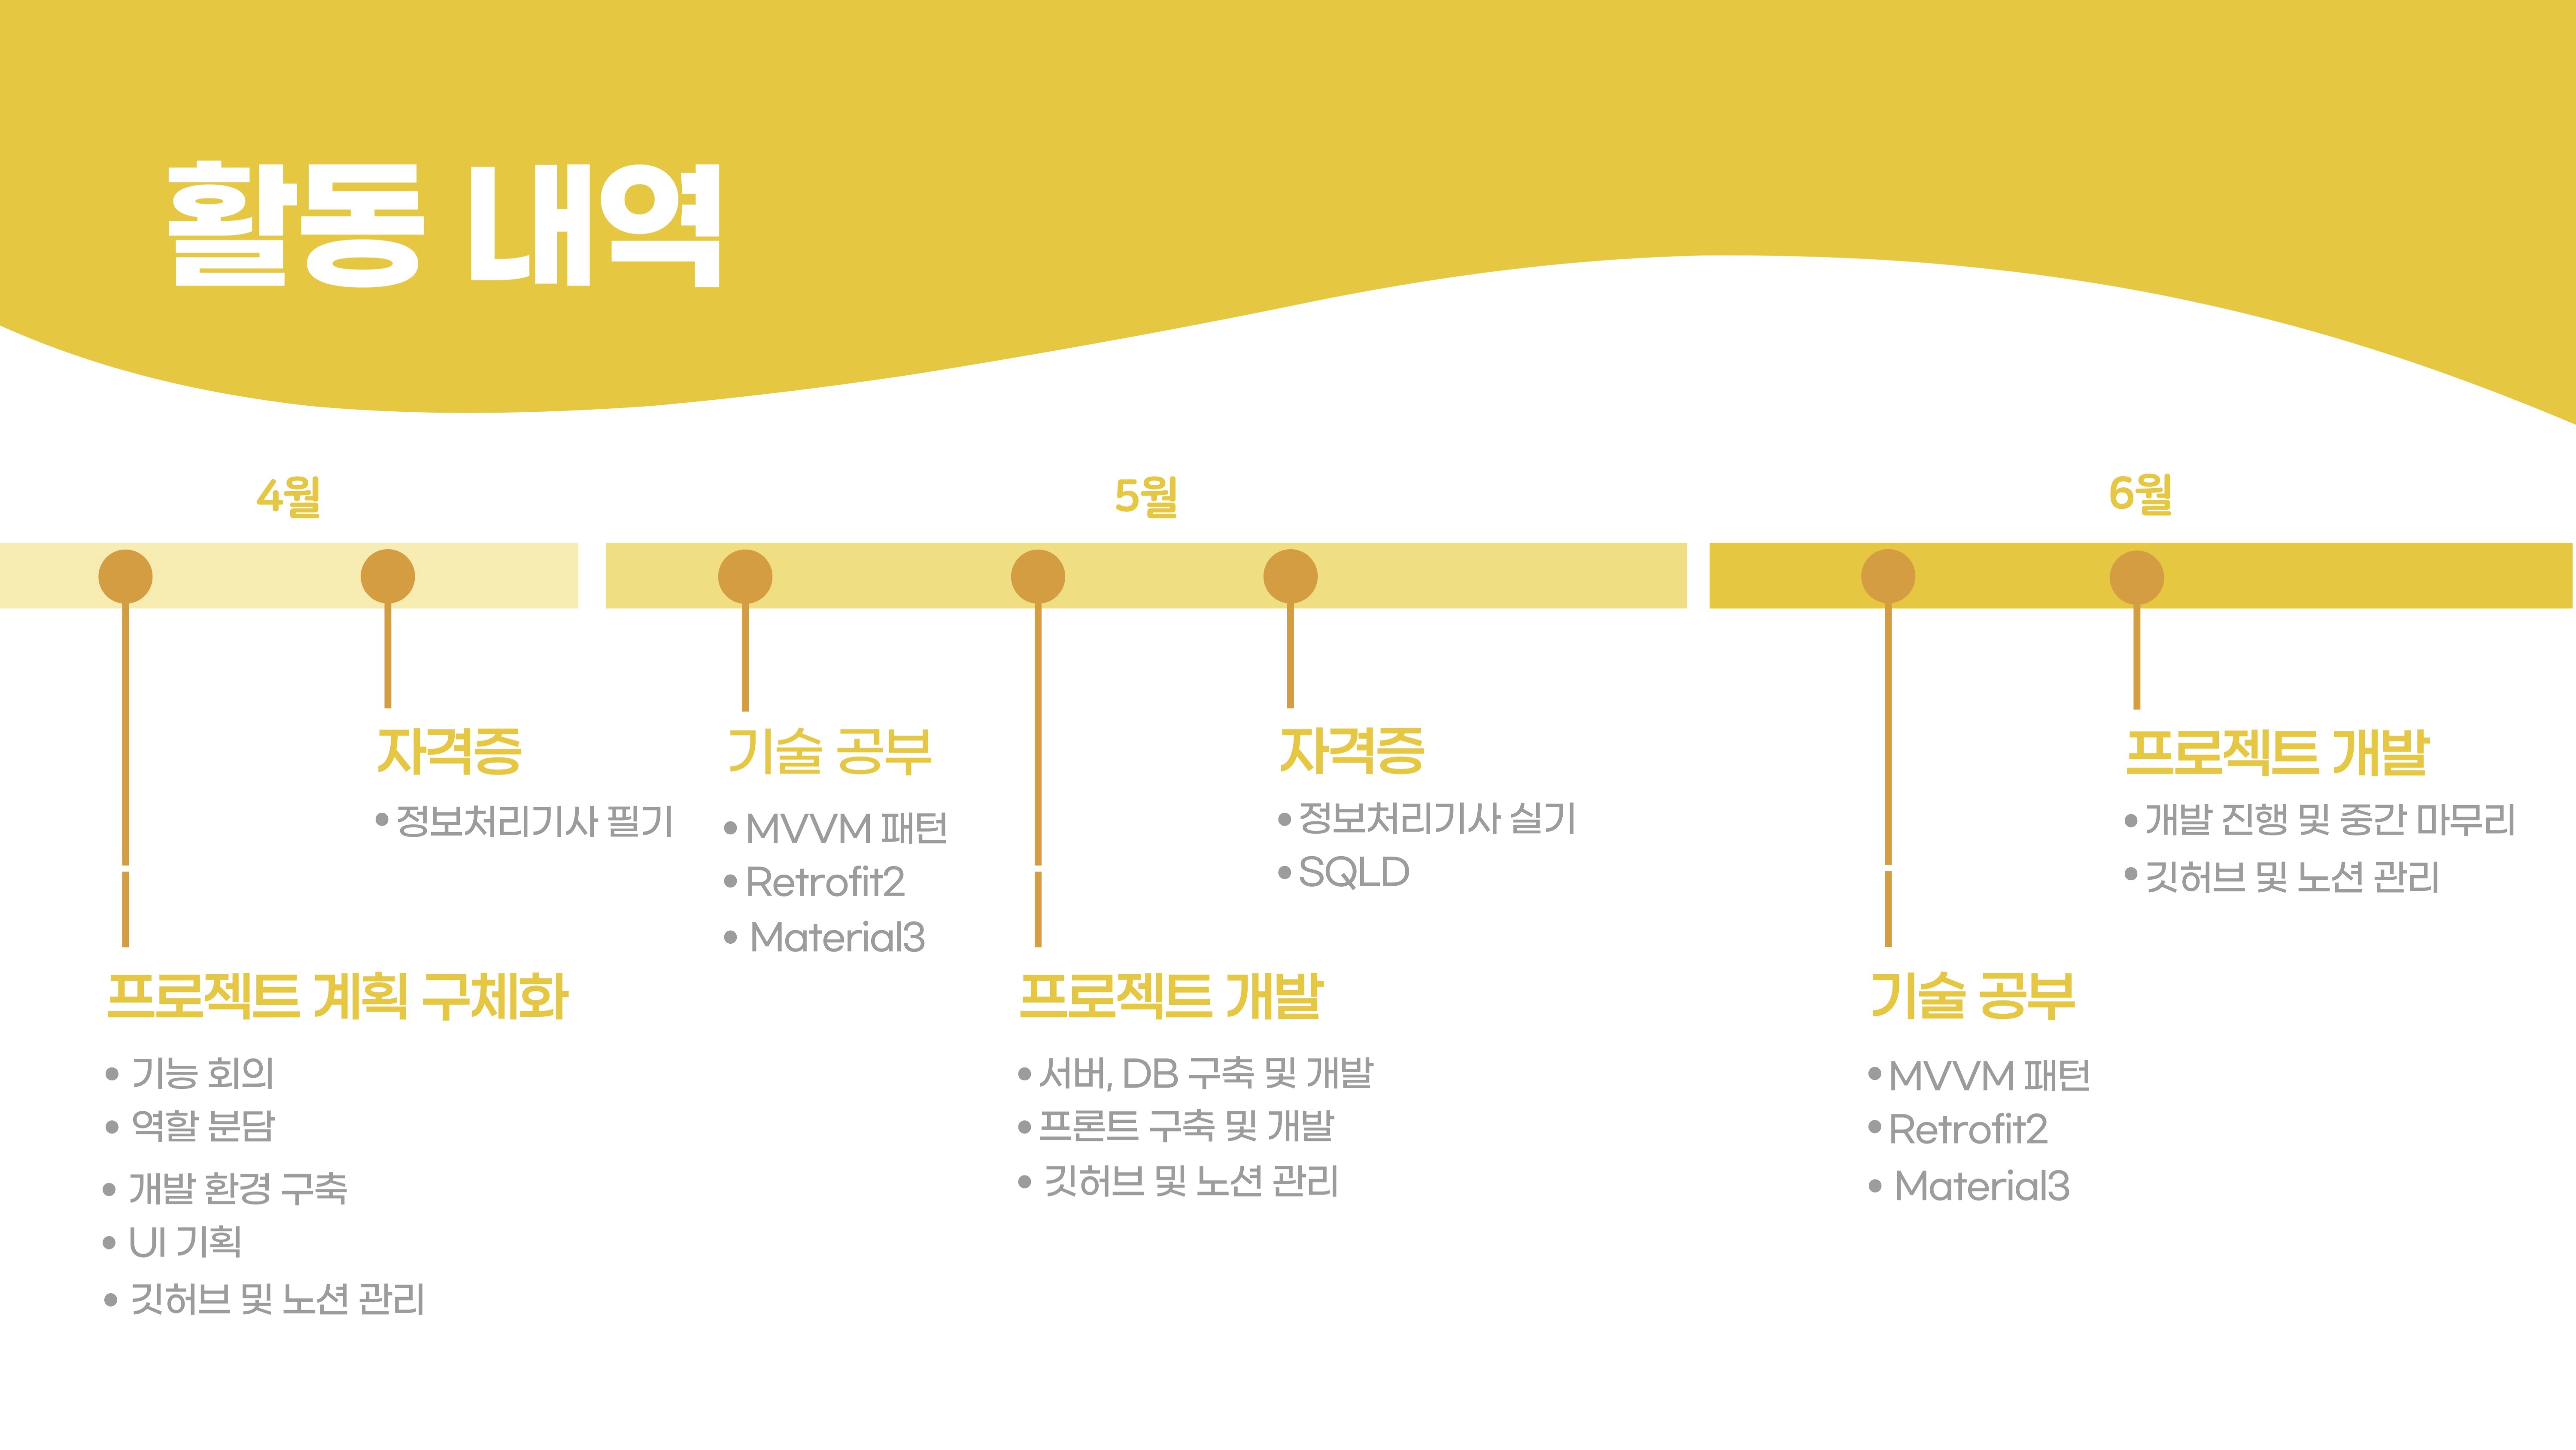 활동 내역
4월
5월
6월
프로젝트 계획 구체화
• 기능 회의
• 역할 분담
• 개발 환경 구축
• UI 기획
• 깃허브 및 노션 관리
자격증
• 정보처리기사 필기
기술 공부
• MVVM 패턴
• Retrofit2
• Material3
프로젝트 개발
• 서버, DB 구축 및 개발
• 프론트 구축 및 개발
• 깃허브 및 노션 관리
자격증
• 정보처리기사 실기
• SQLD
기술 공부
• MVVM 패턴
• Retrofit2
• Material3
프로젝트 개발
• 개발 진행 및 중간 마무리
• 깃허브 및 노션 관리